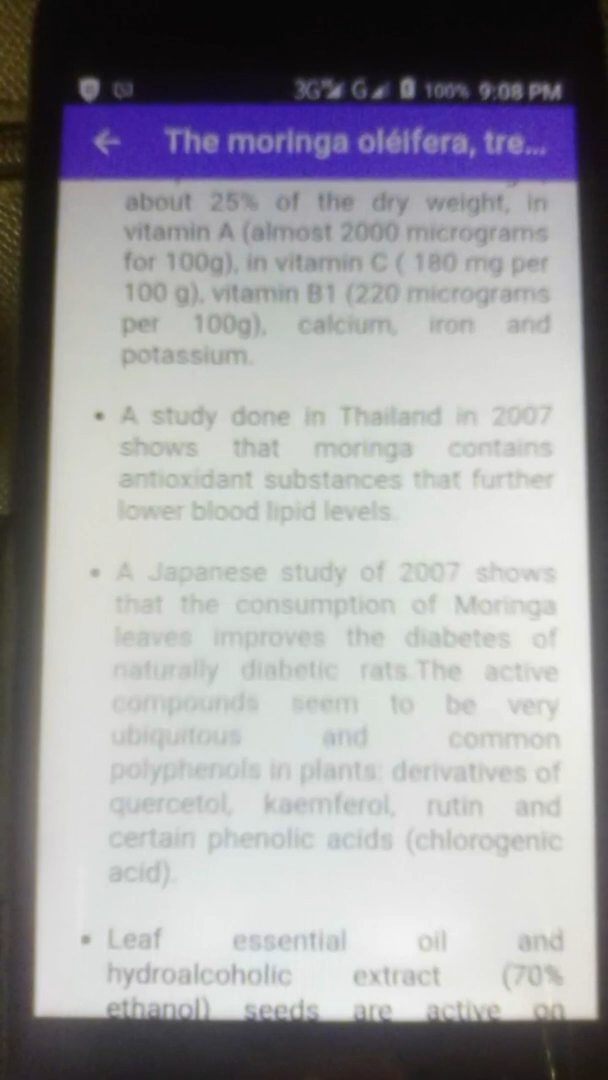 3G G 100% 9:08 PM
← The moringa oléifera, tre...
about 25% of the dry weight, in
vitamin A (almost 2000 micrograms
for 100g), in vitamin C ( 180 mg per
100 g), vitamin B1 (220 micrograms
per 100g), calcium, iron and
potassium.
• A study done in Thailand in 2007
shows that moringa contains
antioxidant substances that further
lower blood lipid levels.
• A Japanese study of 2007 shows
that the consumption of Moringa
leaves improves the diabetes of
naturally diabetic rats.The active
compounds seem to be very
ubiquitous and common
polyphenols in plants: derivatives of
quercetol, kaemferol, rutin and
certain phenolic acids (chlorogenic
acid).
• Leaf essential oil and
hydroalcoholic extract (70%
ethanol) seeds are active on